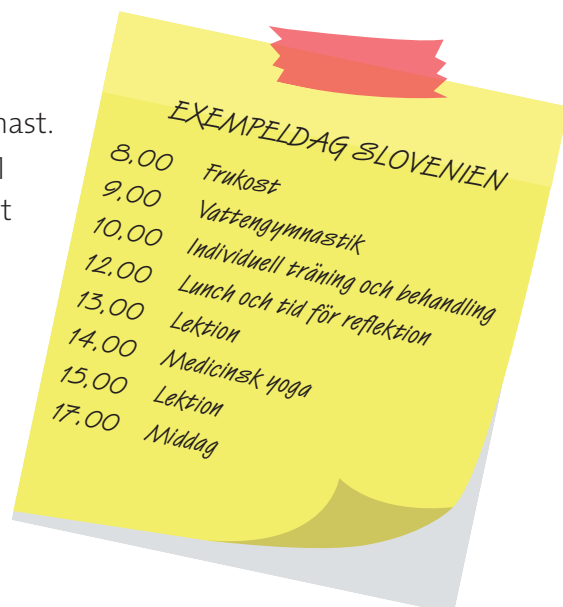 EXEMPELDAG SLOVENIEN
8.00 Frukost
9.00 Vattengymnastik
10.00 Individuell träning och behandling
12.00 Lunch och tid för reflektion
13.00 Lektion
14.00 Medicinsk yoga
15.00 Lektion
17.00 Middag